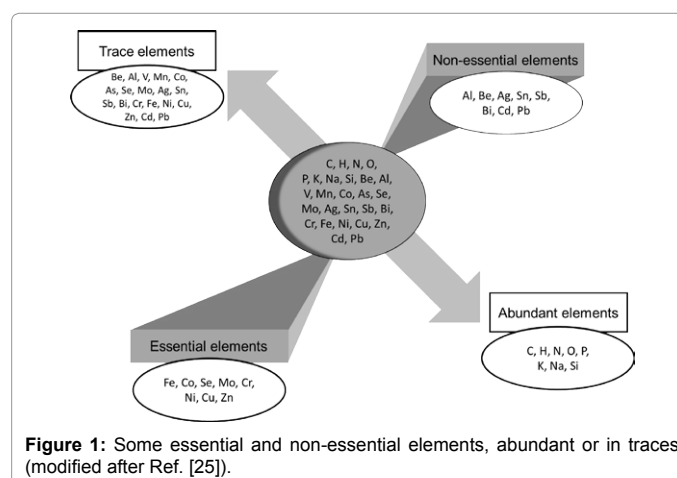 Trace elements
Be, Al, V, Mn, Co,
As, Se, Mo, Ag, Sn,
Sb, Bi, Cr, Fe, Ni, Cu,
Zn, Cd, Pb
Non-essential elements
Al, Be, Ag, Sn, Sb,
Bi, Cd, Pb
C, H, N, O,
P, K, Na, Si, Be, Al,
V, Mn, Co, As, Se,
Mo, Ag, Sn, Sb, Bi,
Cr, Fe, Ni, Cu, Zn,
Cd, Pb
Essential elements
Fe, Co, Se, Mo, Cr,
Ni, Cu, Zn
Abundant elements
C, H, N, O, P,
K, Na, Si
Figure 1: Some essential and non-essential elements, abundant or in traces
(modified after Ref. [25]).